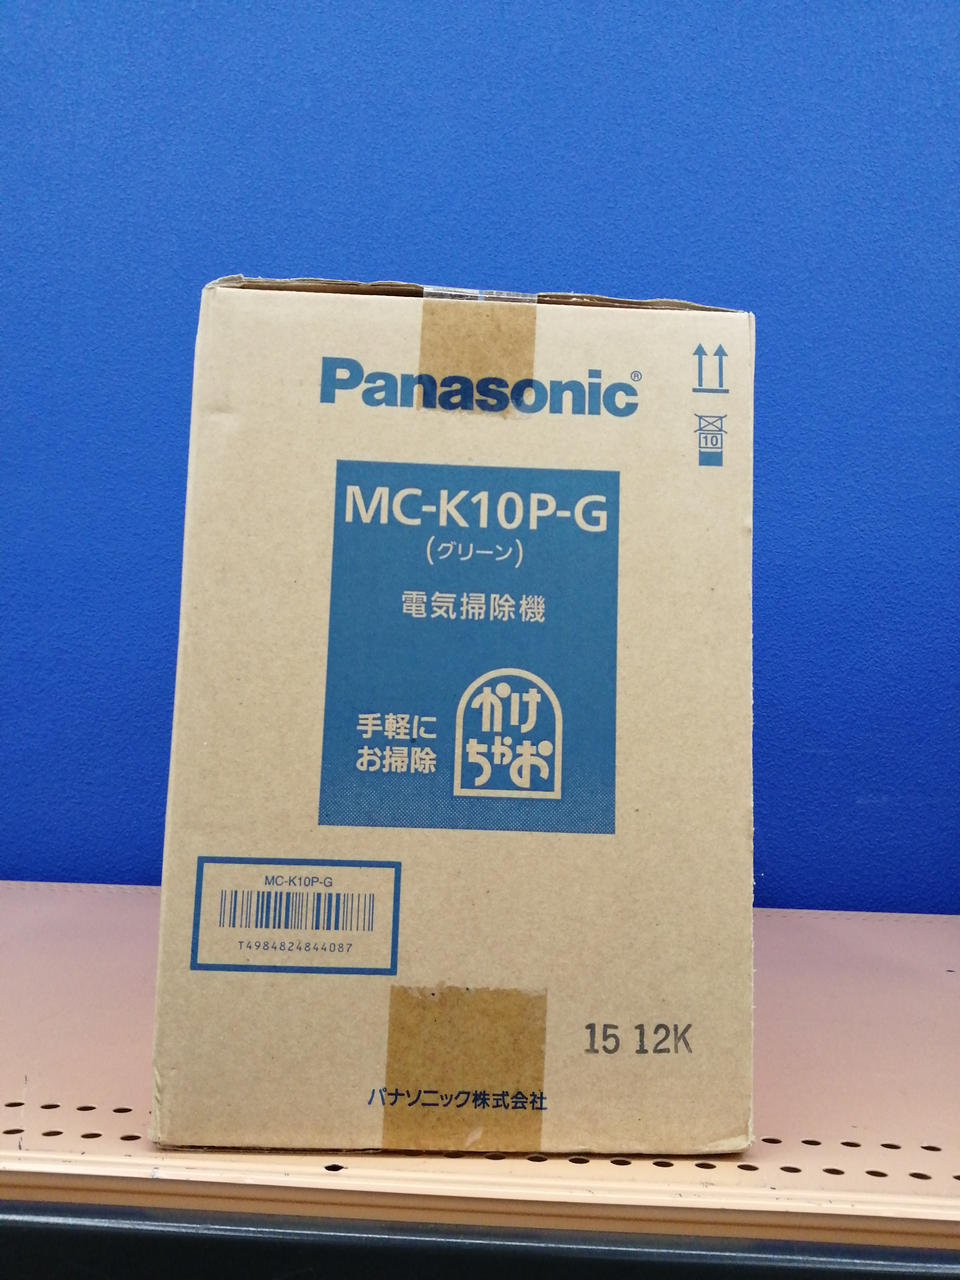 Panasonic®
10
MC-K10P-G
(グリーン)
電気掃除機
手軽に
お掃除
かけ
ちゃお
MC-K10P-G
T4984824844087
15 12K
パナソニック株式会社